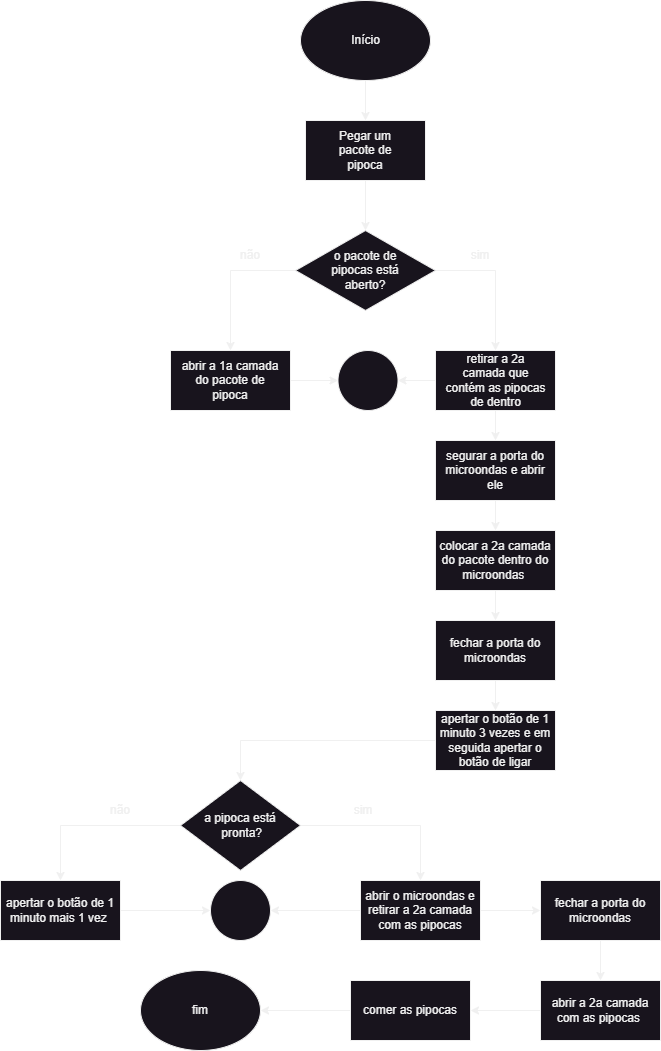 Início
Pegar um
pacote de
pipoca
não
sim
o pacote de
pipocas está
aberto?
abrir a 1a camada
do pacote de
pipoca
retirar a 2a
camada que
contém as pipocas
de dentro
segurar a porta do
microondas e abrir
ele
colocar a 2a camada
do pacote dentro do
microondas
fechar a porta do
microondas
apertar o botão de 1
minuto 3 vezes e em
seguida apertar o
botão de ligar
não
sim
a pipoca está
pronta?
apertar o botão de 1
minuto mais 1 vez
abrir o microondas e
retirar a 2a camada
com as pipocas
fechar a porta do
microondas
abrir a 2a camada
com as pipocas
comer as pipocas
fim